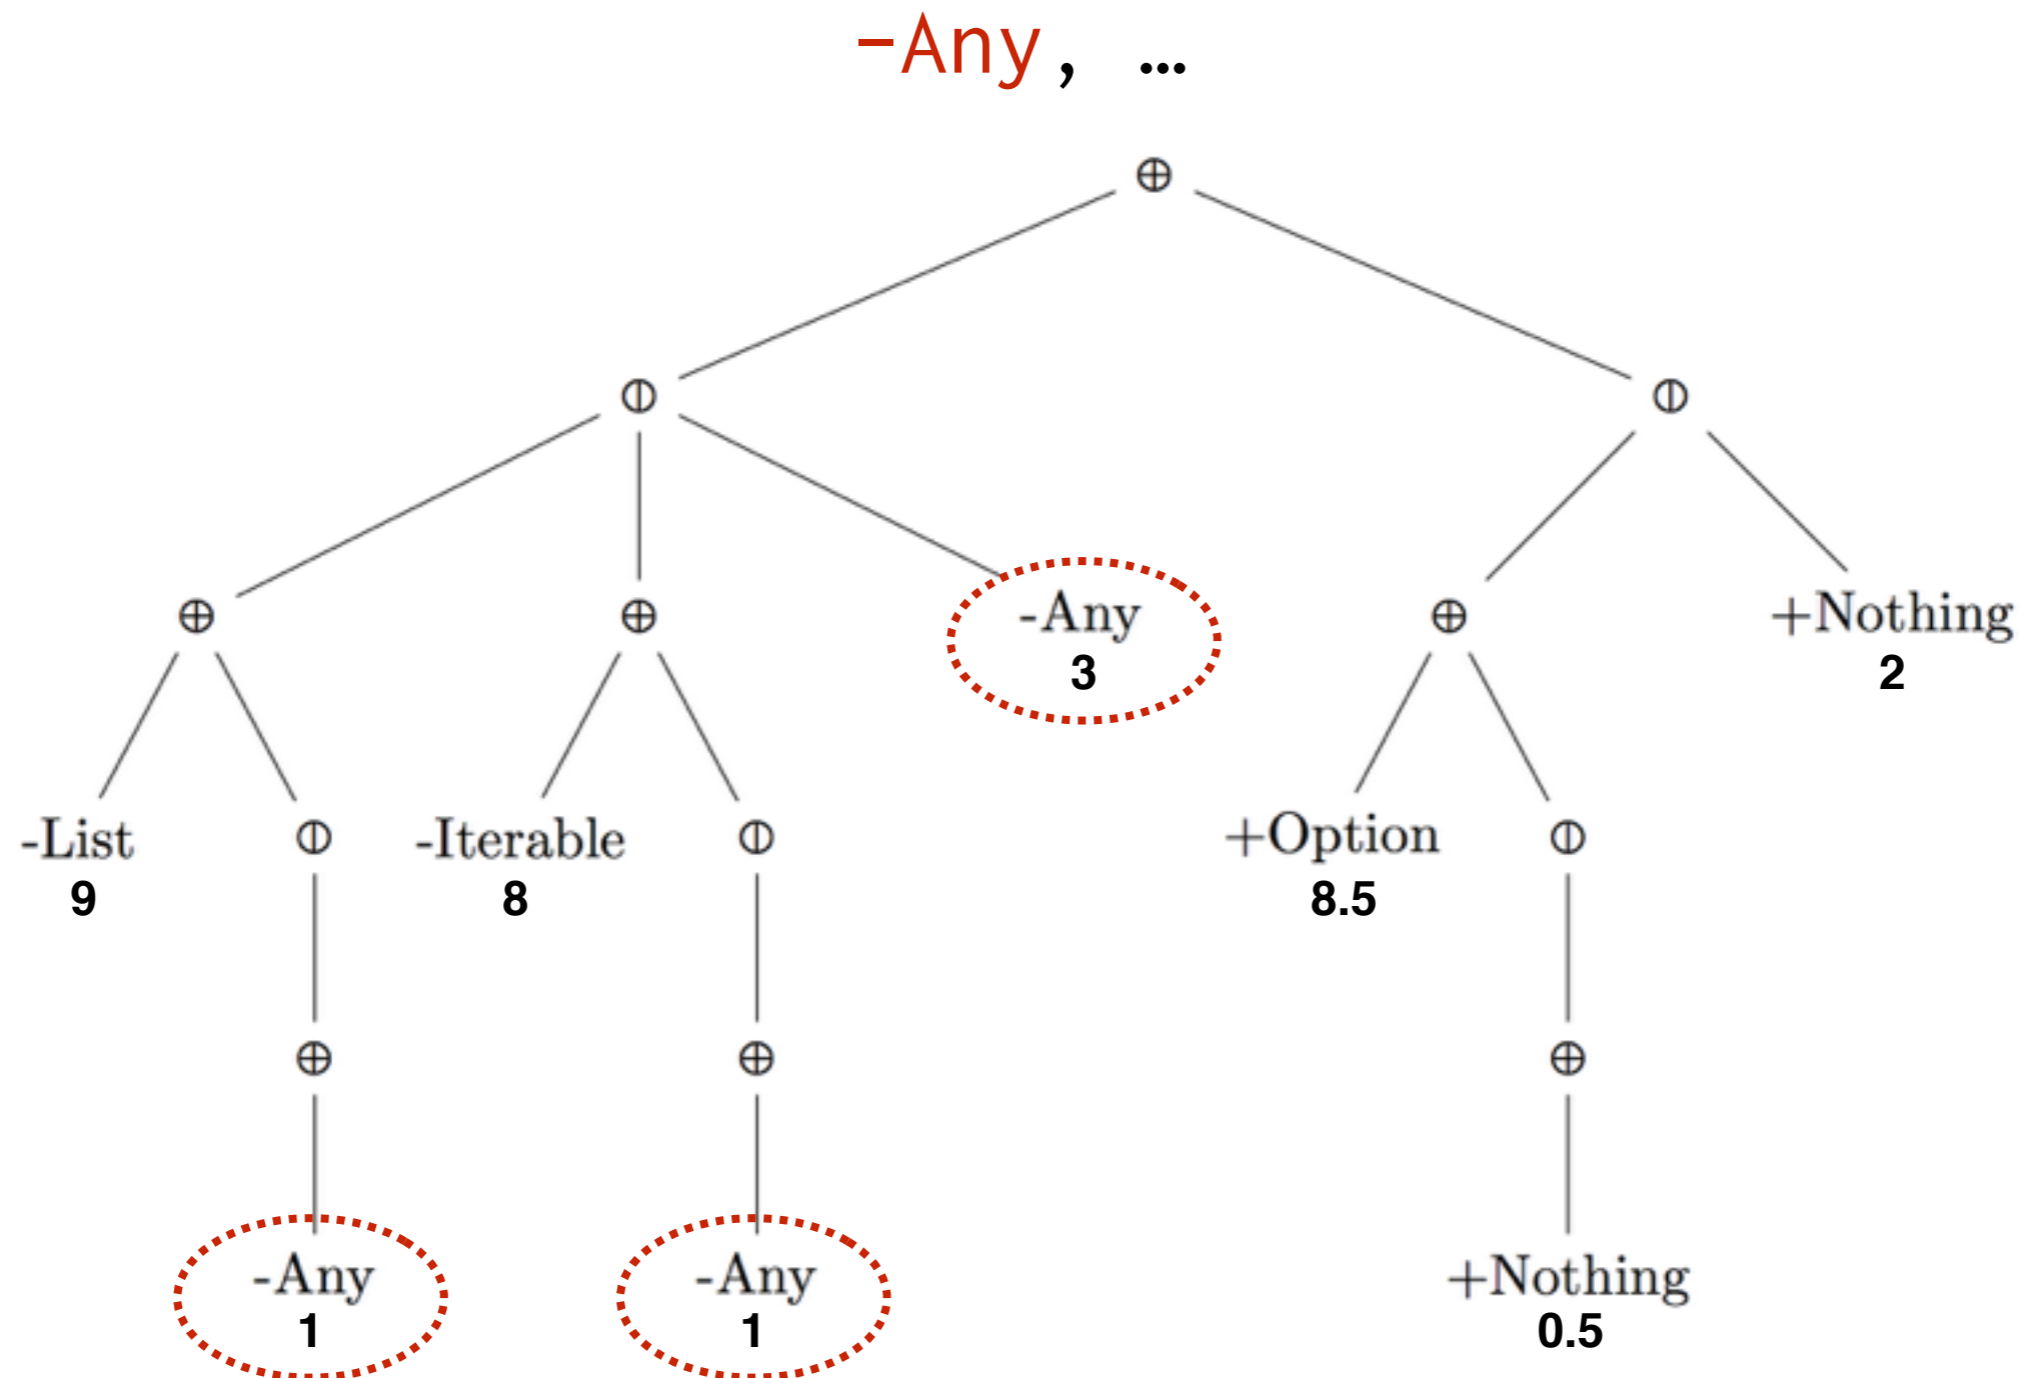 -Any, …
⊕
⦶ ⦶
⊕ ⊕ -Any ⊕ +Nothing
3 2
-List ⦶ -Iterable ⦶ +Option ⦶
9 8 8.5
⊕ ⊕ ⊕
-Any -Any +Nothing
1 1 0.5